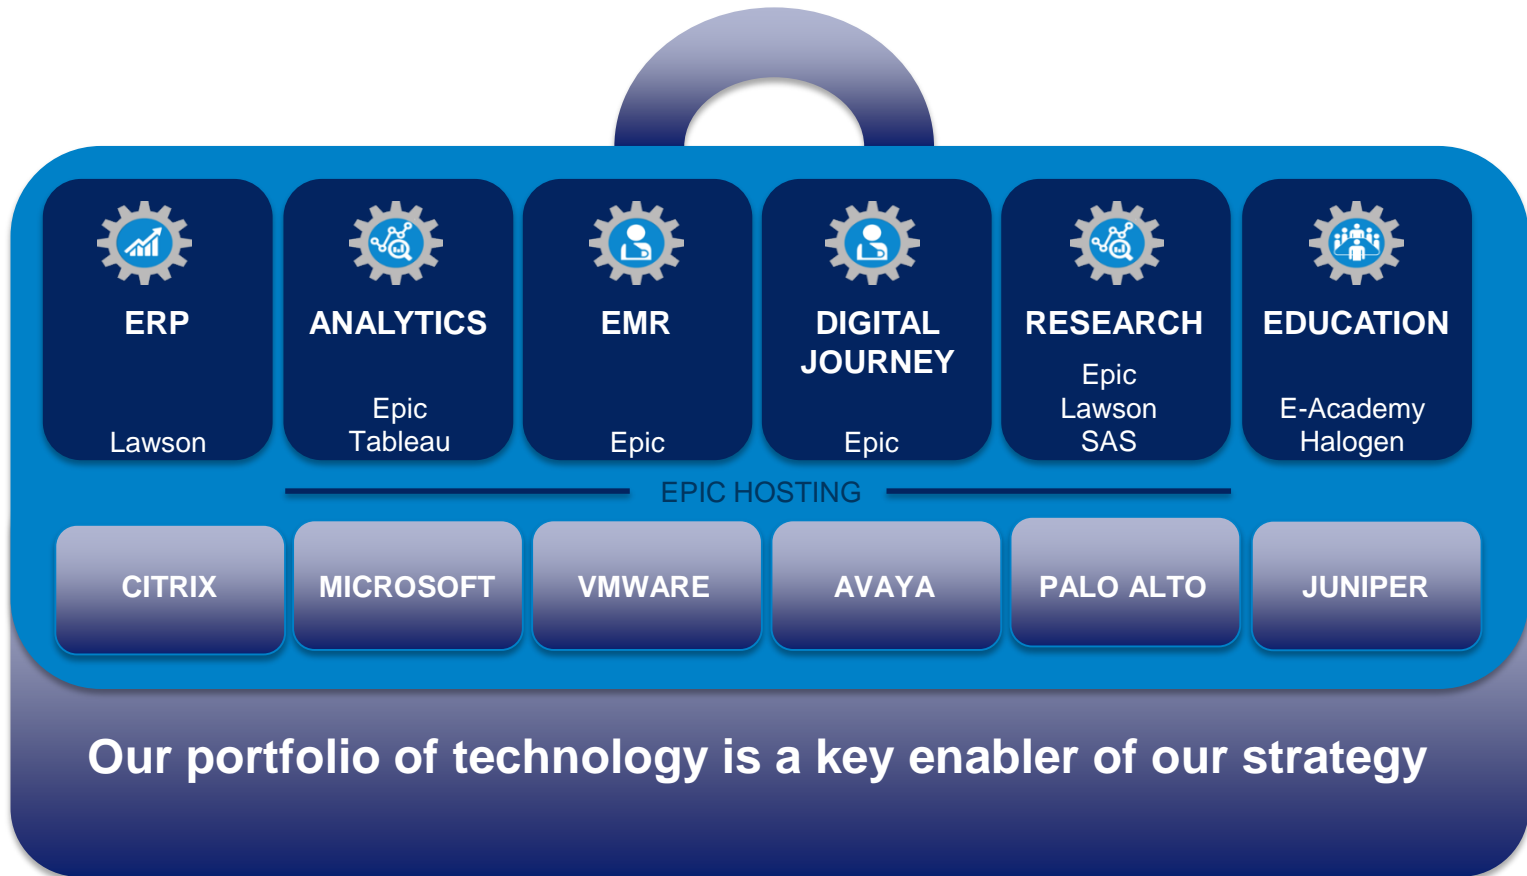 ERP
Lawson
ANALYTICS
Epic
Tableau
EMR
Epic
DIGITAL
JOURNEY
Epic
RESEARCH
Epic
Lawson
SAS
EDUCATION
E-Academy
Halogen
EPIC HOSTING
CITRIX
MICROSOFT
VMWARE
AVAYA
PALO ALTO
JUNIPER
Our portfolio of technology is a key enabler of our strategy